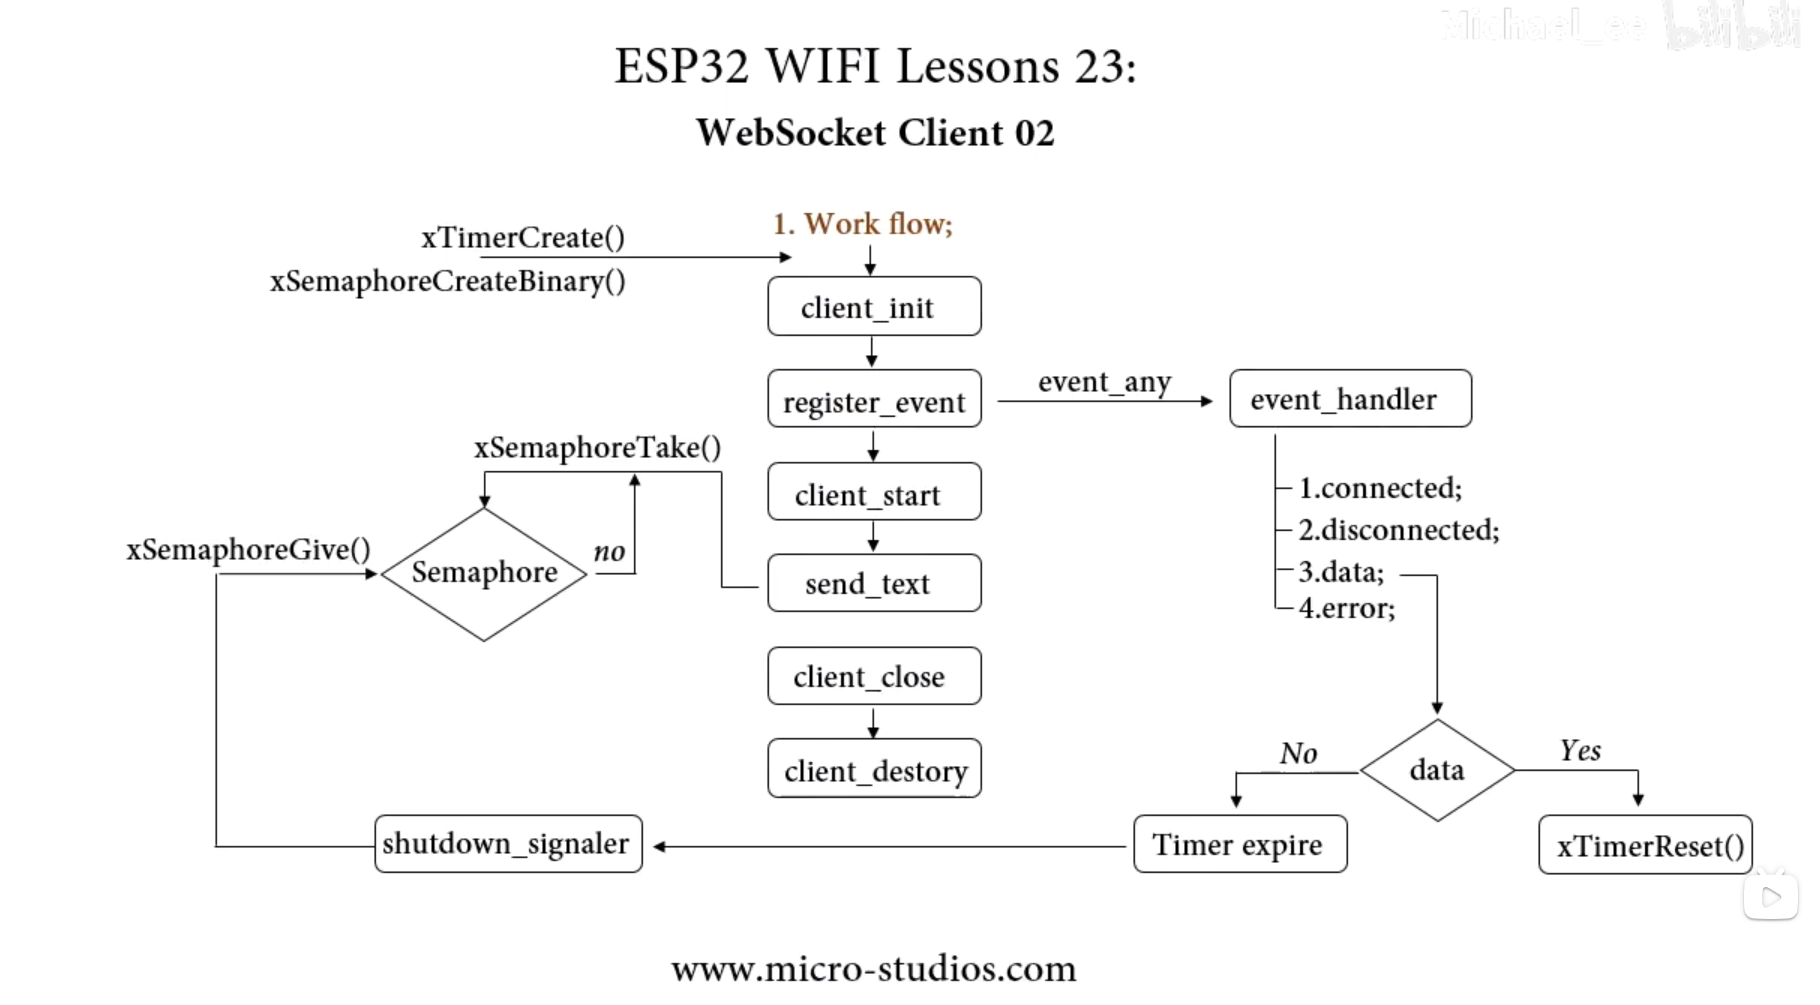 Michael_ee bilibili
ESP32 WIFI Lessons 23:
WebSocket Client 02
1. Work flow;
xTimerCreate()
xSemaphoreCreateBinary()
client_init
register_event
event_any
event_handler
xSemaphoreTake()
client_start
1.connected;
2.disconnected;
xSemaphoreGive()
Semaphore
no
send_text
3.data;
4.error;
client_close
client_destory
No
data
Yes
shutdown_signaler
Timer expire
xTimerReset()
www.micro-studios.com